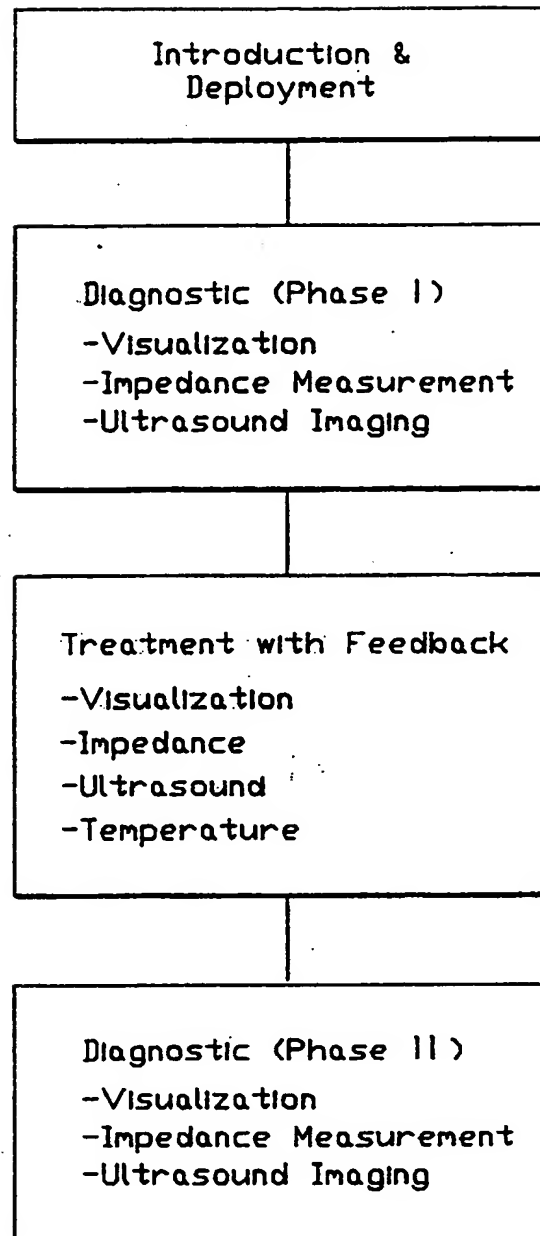 Introduction &
Deployment
Diagnostic (Phase I)
-Visualization
-Impedance Measurement
-Ultrasound Imaging
Treatment with Feedback
-Visualization
-Impedance
-Ultrasound
-Temperature
Diagnostic (Phase II)
-Visualization
-Impedance Measurement
-Ultrasound Imaging